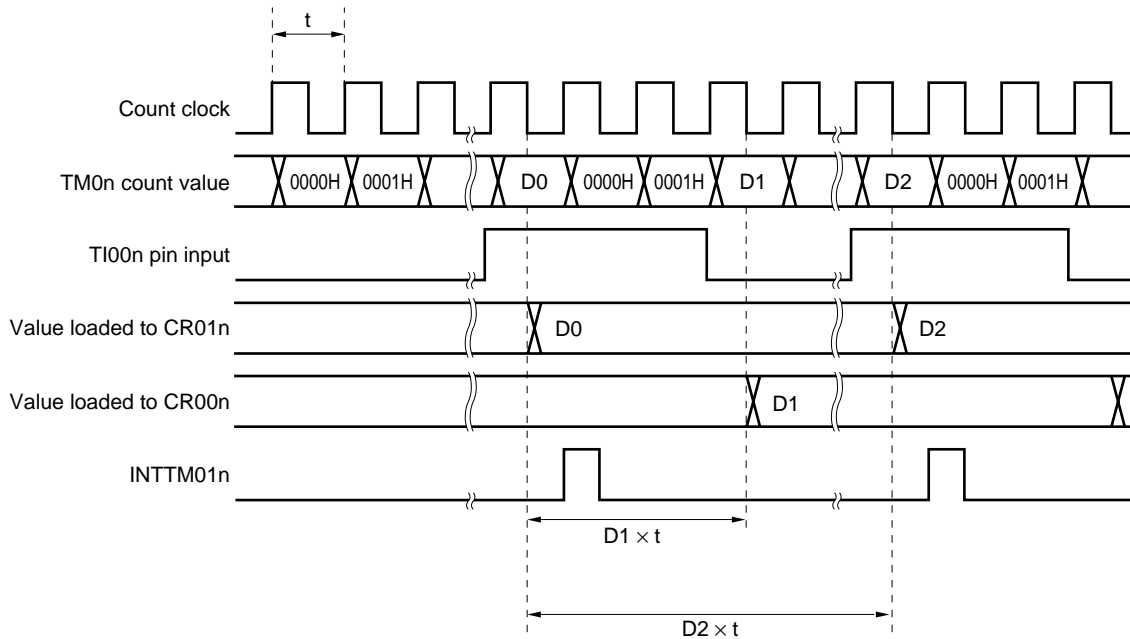 t
Count clock
TM0n count value 0000H 0001H D0 0000H 0001H D1 D2 0000H 0001H
TI00n pin input
Value loaded to CR01n D0 D2
Value loaded to CR00n D1
INTTM01n
D1 × t
D2 × t